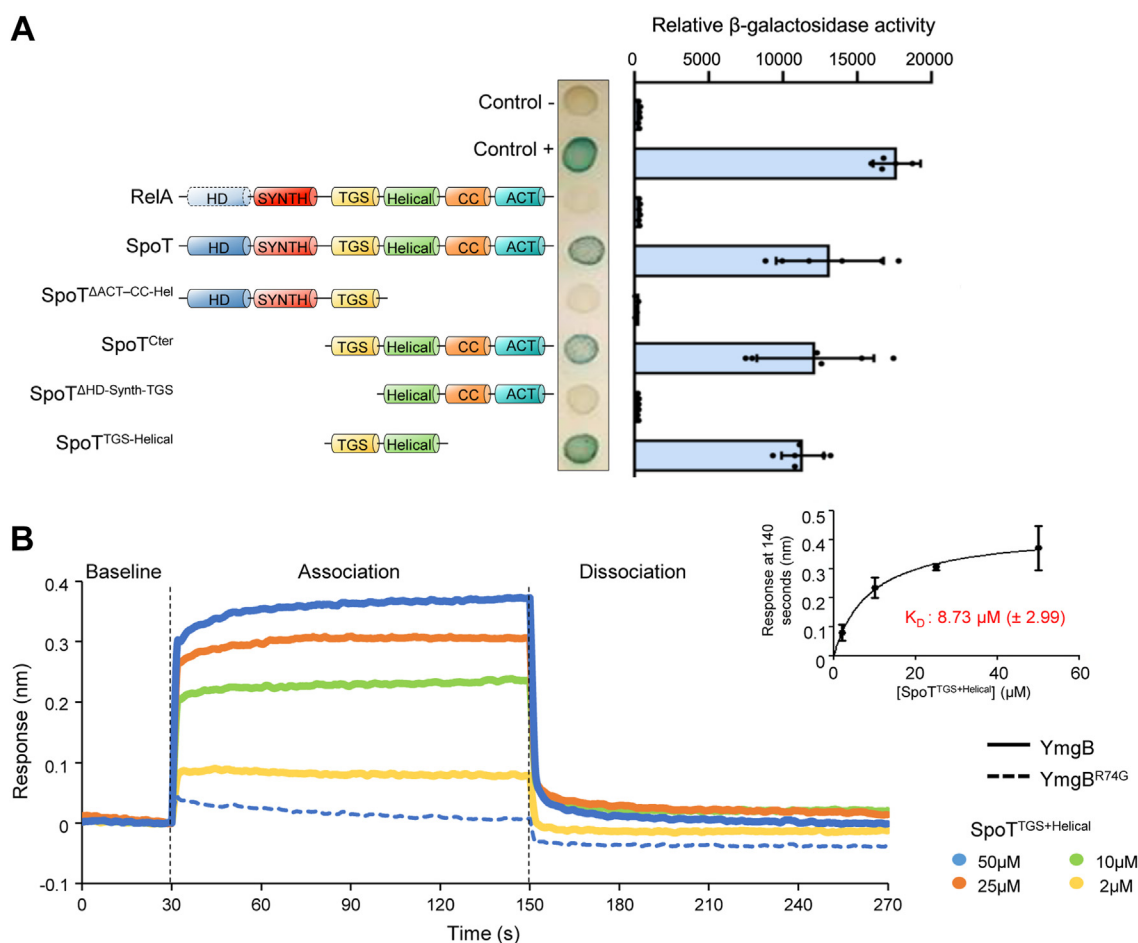 A
Relative β-galactosidase activity
0 5000 10000 15000 20000
Control -
Control +
RelA HD SYNTH TGS Helical CC ACT
SpoT HD SYNTH TGS Helical CC ACT
SpoTΔACT–CC-Hel HD SYNTH TGS
SpoTCter TGS Helical CC ACT
SpoTΔHD-Synth-TGS Helical CC ACT
SpoTTGS-Helical TGS Helical
B
Baseline Association Dissociation
Response (nm)
0.4
0.3
0.2
0.1
0
-0.1
0 30 60 90 120 150 180 210 240 270
Time (s)
Response at 140
seconds (nm)
0.5
0.4
0.3
0.2
0.1
0
0 20 40 60
KD : 8.73 µM (± 2.99)
[SpoTTGS+Helical] (µM)
YmgB
YmgBR74G
SpoTTGS+Helical
50µM 10µM
25µM 2µM